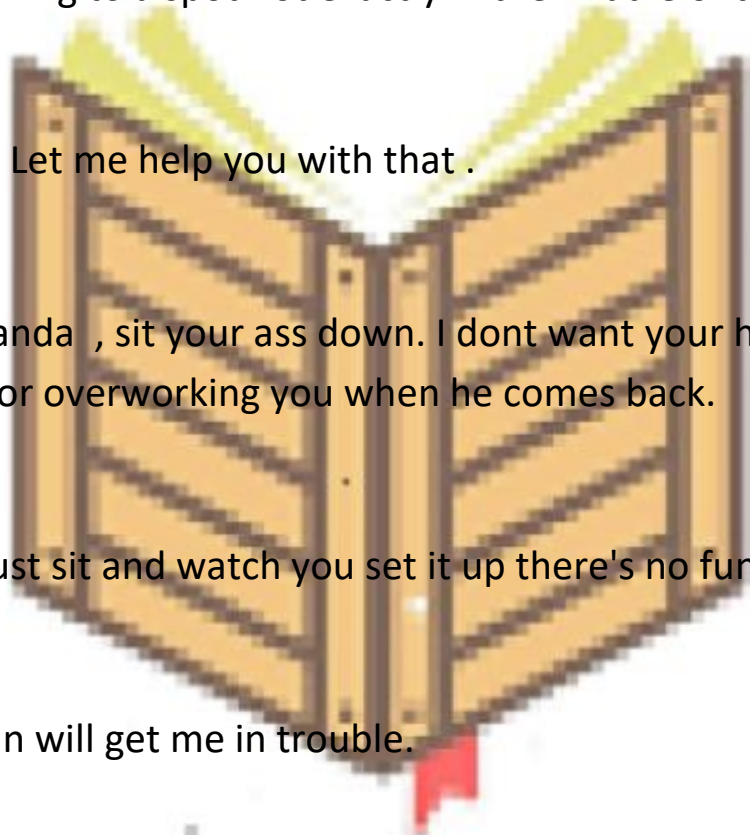 Let me help you with that .
anda , sit your ass down. I dont want your h
or overworking you when he comes back.
ust sit and watch you set it up there's no fun
n will get me in trouble.